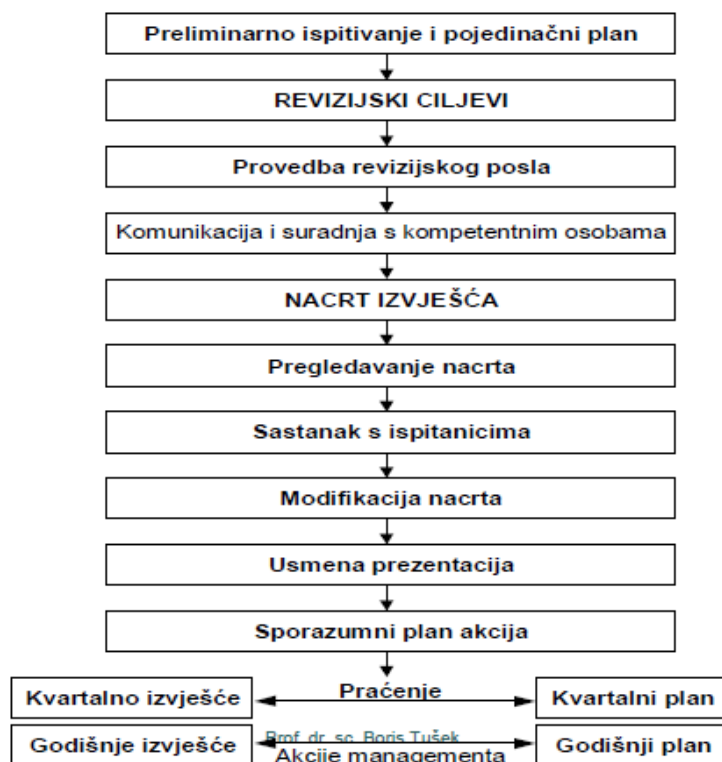 Preliminarno ispitivanje i pojedinačni plan
REVIZIJSKI CILJEVI
Provedba revizijskog posla
Komunikacija i suradnja s kompetentnim osobama
NACRT IZVJEŠĆA
Pregledavanje nacrta
Sastanak s ispitanicima
Modifikacija nacrta
Usmena prezentacija
Sporazumni plan akcija
Kvartalno izvješće Praćenje Kvartalni plan
Prof. dr. sc. Boris Tušek
Godišnje izvješće Akcije managementa Godišnji plan